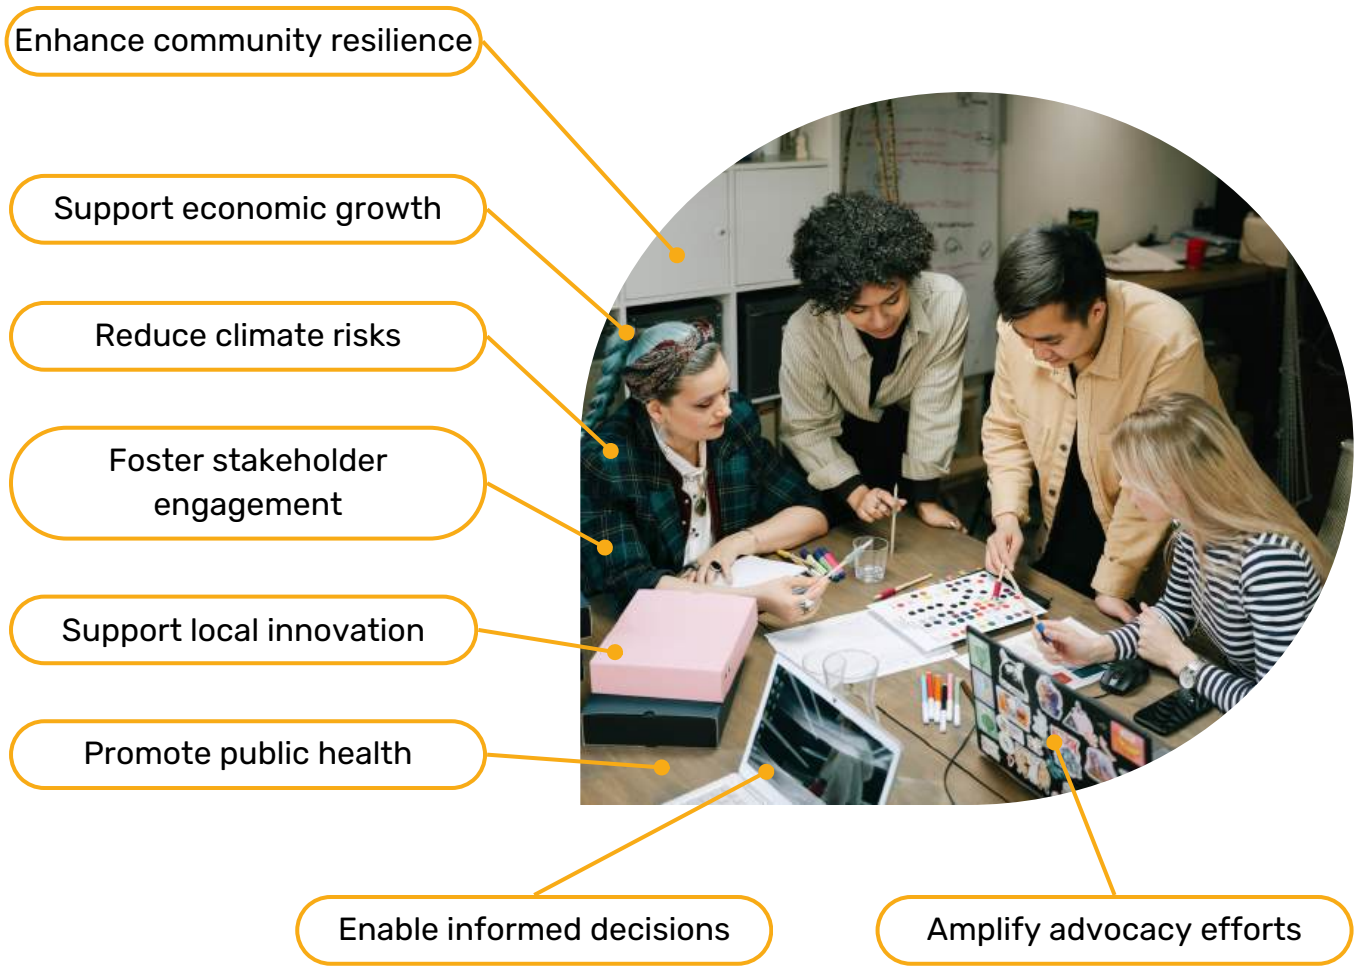 Enhance community resilience
Support economic growth
Reduce climate risks
Foster stakeholder
engagement
Support local innovation
Promote public health
Enable informed decisions
Amplify advocacy efforts